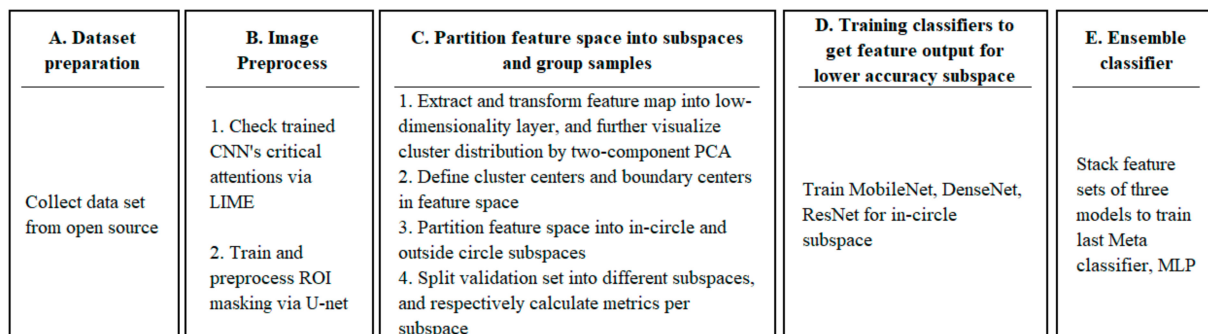 A. Dataset
preparation
Collect data set
from open source
B. Image
Preprocess
1. Check trained
CNN's critical
attentions via
LIME
2. Train and
preprocess ROI
masking via U-net
C. Partition feature space into subspaces
and group samples
1. Extract and transform feature map into low-
dimensionality layer, and further visualize
cluster distribution by two-component PCA
2. Define cluster centers and boundary centers
in feature space
3. Partition feature space into in-circle and
outside circle subspaces
4. Split validation set into different subspaces,
and respectively calculate metrics per
subspace
D. Training classifiers to
get feature output for
lower accuracy subspace
Train MobileNet, DenseNet,
ResNet for in-circle
subspace
E. Ensemble
classifier
Stack feature
sets of three
models to train
last Meta
classifier, MLP